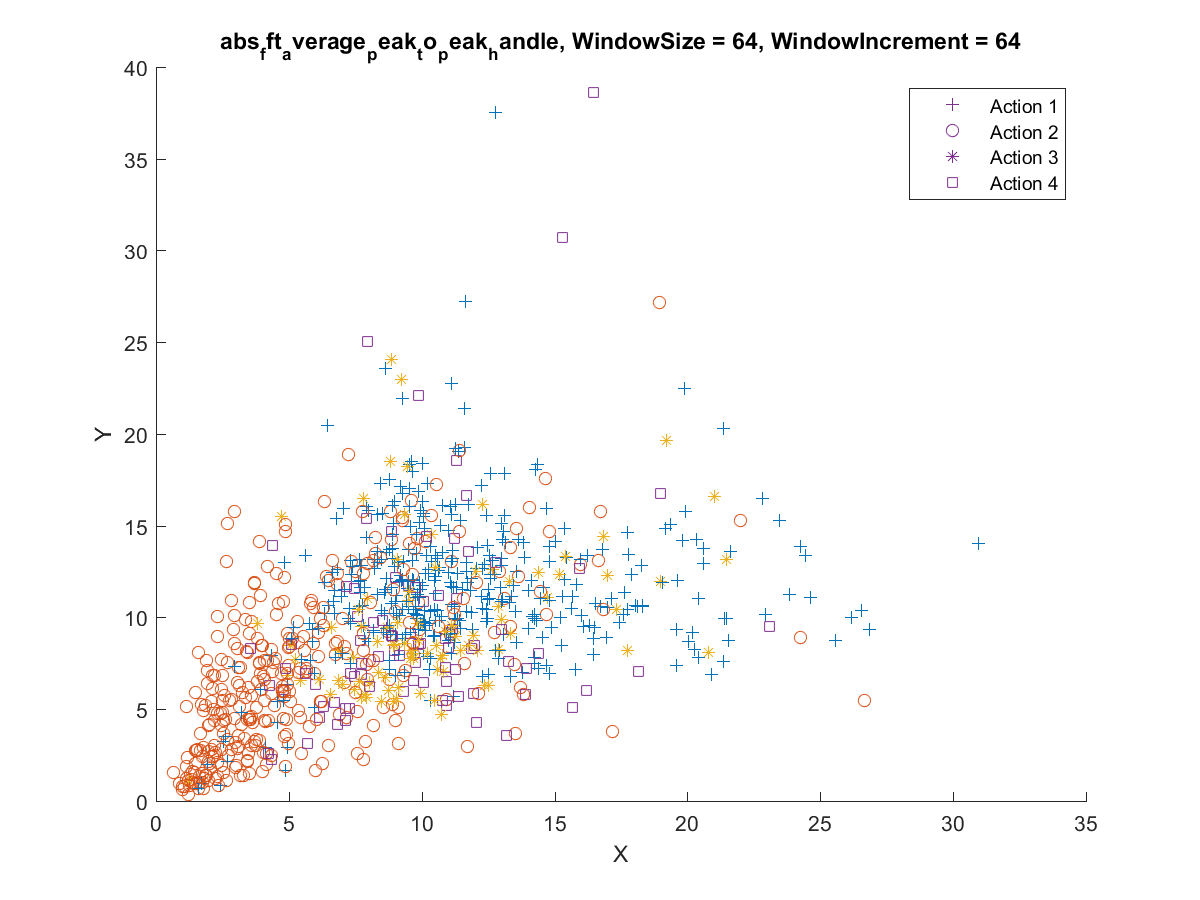 abs_fft_average_peak_to_peak_handle, WindowSize = 64, WindowIncrement = 64
40
35
30
25
20
15
10
5
0
Y
Action 1
Action 2
Action 3
Action 4
0 5 10 15 20 25 30 35
X